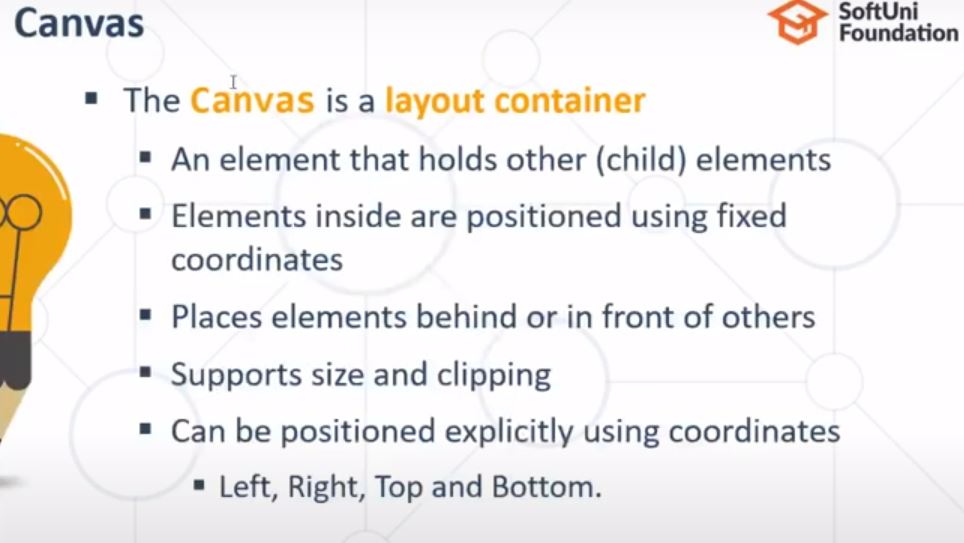 Canvas
SoftUni
Foundation
The Canvas is a layout container
An element that holds other (child) elements
Elements inside are positioned using fixed
coordinates
Places elements behind or in front of others
Supports size and clipping
Can be positioned explicitly using coordinates
Left, Right, Top and Bottom.